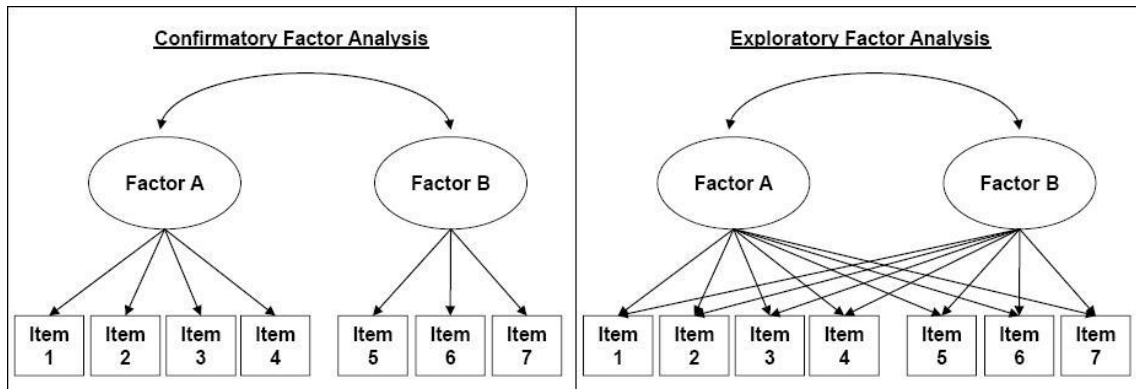 Confirmatory Factor Analysis
Factor A
Factor B
Item
1
Item
2
Item
3
Item
4
Item
5
Item
6
Item
7
Exploratory Factor Analysis
Factor A
Factor B
Item
1
Item
2
Item
3
Item
4
Item
5
Item
6
Item
7